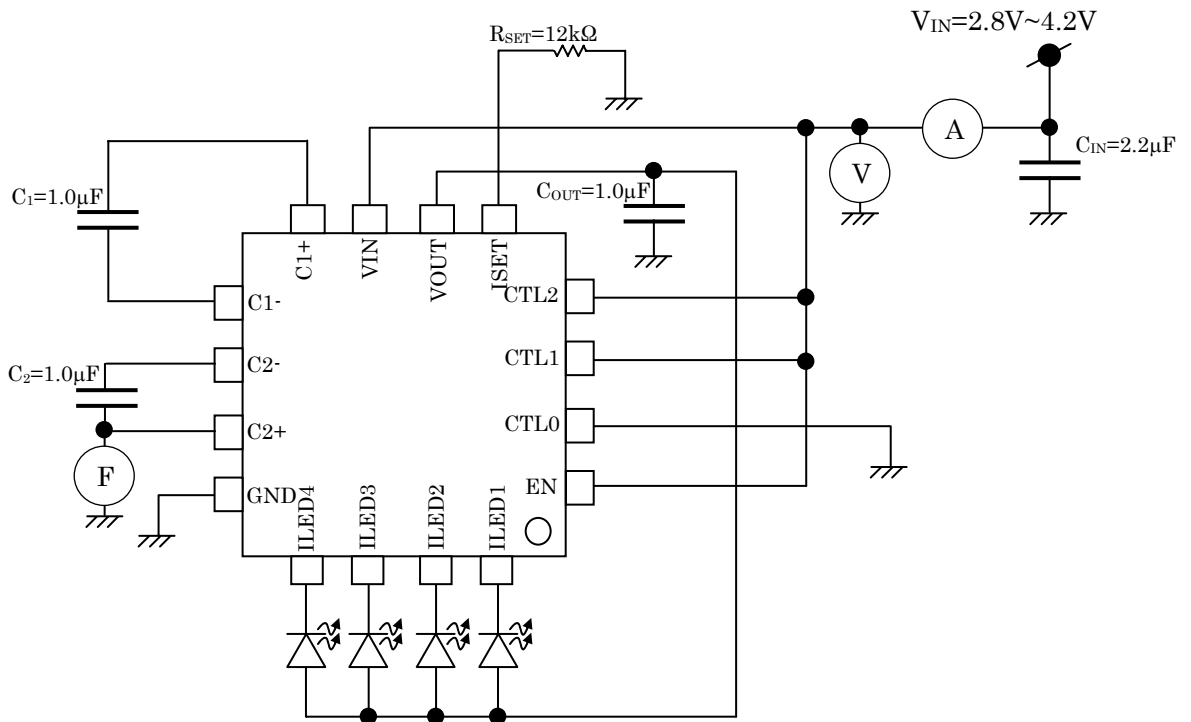 V_IN=2.8V~4.2V
R_SET=12kΩ
A
C_IN=2.2µF
V
C_1=1.0µF
C_OUT=1.0µF
C1+
VIN
VOUT
ISET
C1-
CTL2
C2-
CTL1
C_2=1.0µF
C2+
CTL0
F
GND
EN
ILED4
ILED3
ILED2
ILED1